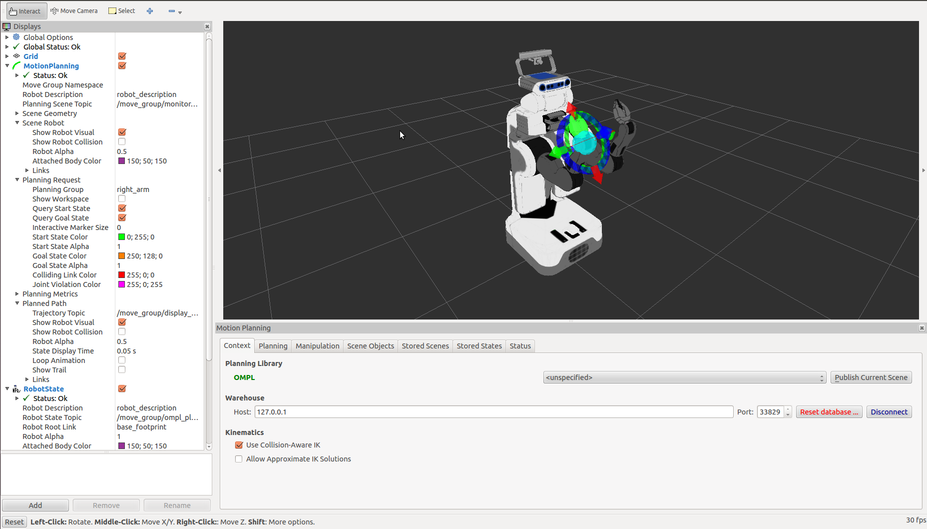 Interact Move Camera Select
Displays
Global Options
Global Status: Ok
Grid
MotionPlanning
Status: Ok
Move Group Namespace
Robot Description robot_description
Planning Scene Topic /move_group/monitor...
Scene Geometry
Scene Robot
Show Robot Visual
Show Robot Collision
Robot Alpha 0.5
Attached Body Color 150; 50; 150
Links
Planning Request
Planning Group right_arm
Show Workspace
Query Start State
Query Goal State
Interactive Marker Size 0
Start State Color 0; 255; 0
Start State Alpha 1
Goal State Color 250; 128; 0
Goal State Alpha 1
Colliding Link Color 255; 0; 0
Joint Violation Color 255; 0; 255
Planning Metrics
Planned Path
Trajectory Topic /move_group/display_...
Show Robot Visual
Show Robot Collision
Robot Alpha 0.5
State Display Time 0.05 s
Loop Animation
Show Trail
Links
RobotState
Status: Ok
Robot Description robot_description
Robot State Topic /move_group/ompl_pl...
Robot Root Link base_footprint
Robot Alpha 1
Attached Body Color 150; 50; 150
Add Remove Rename
Motion Planning
Context Planning Manipulation Scene Objects Stored Scenes Stored States Status
Planning Library
OMPL <unspecified> Publish Current Scene
Warehouse
Host: 127.0.0.1 Port: 33829 Reset database ... Disconnect
Kinematics
Use Collision-Aware IK
Allow Approximate IK Solutions
Reset Left-Click: Rotate. Middle-Click: Move X/Y. Right-Click:: Move Z. Shift: More options. 30 fps